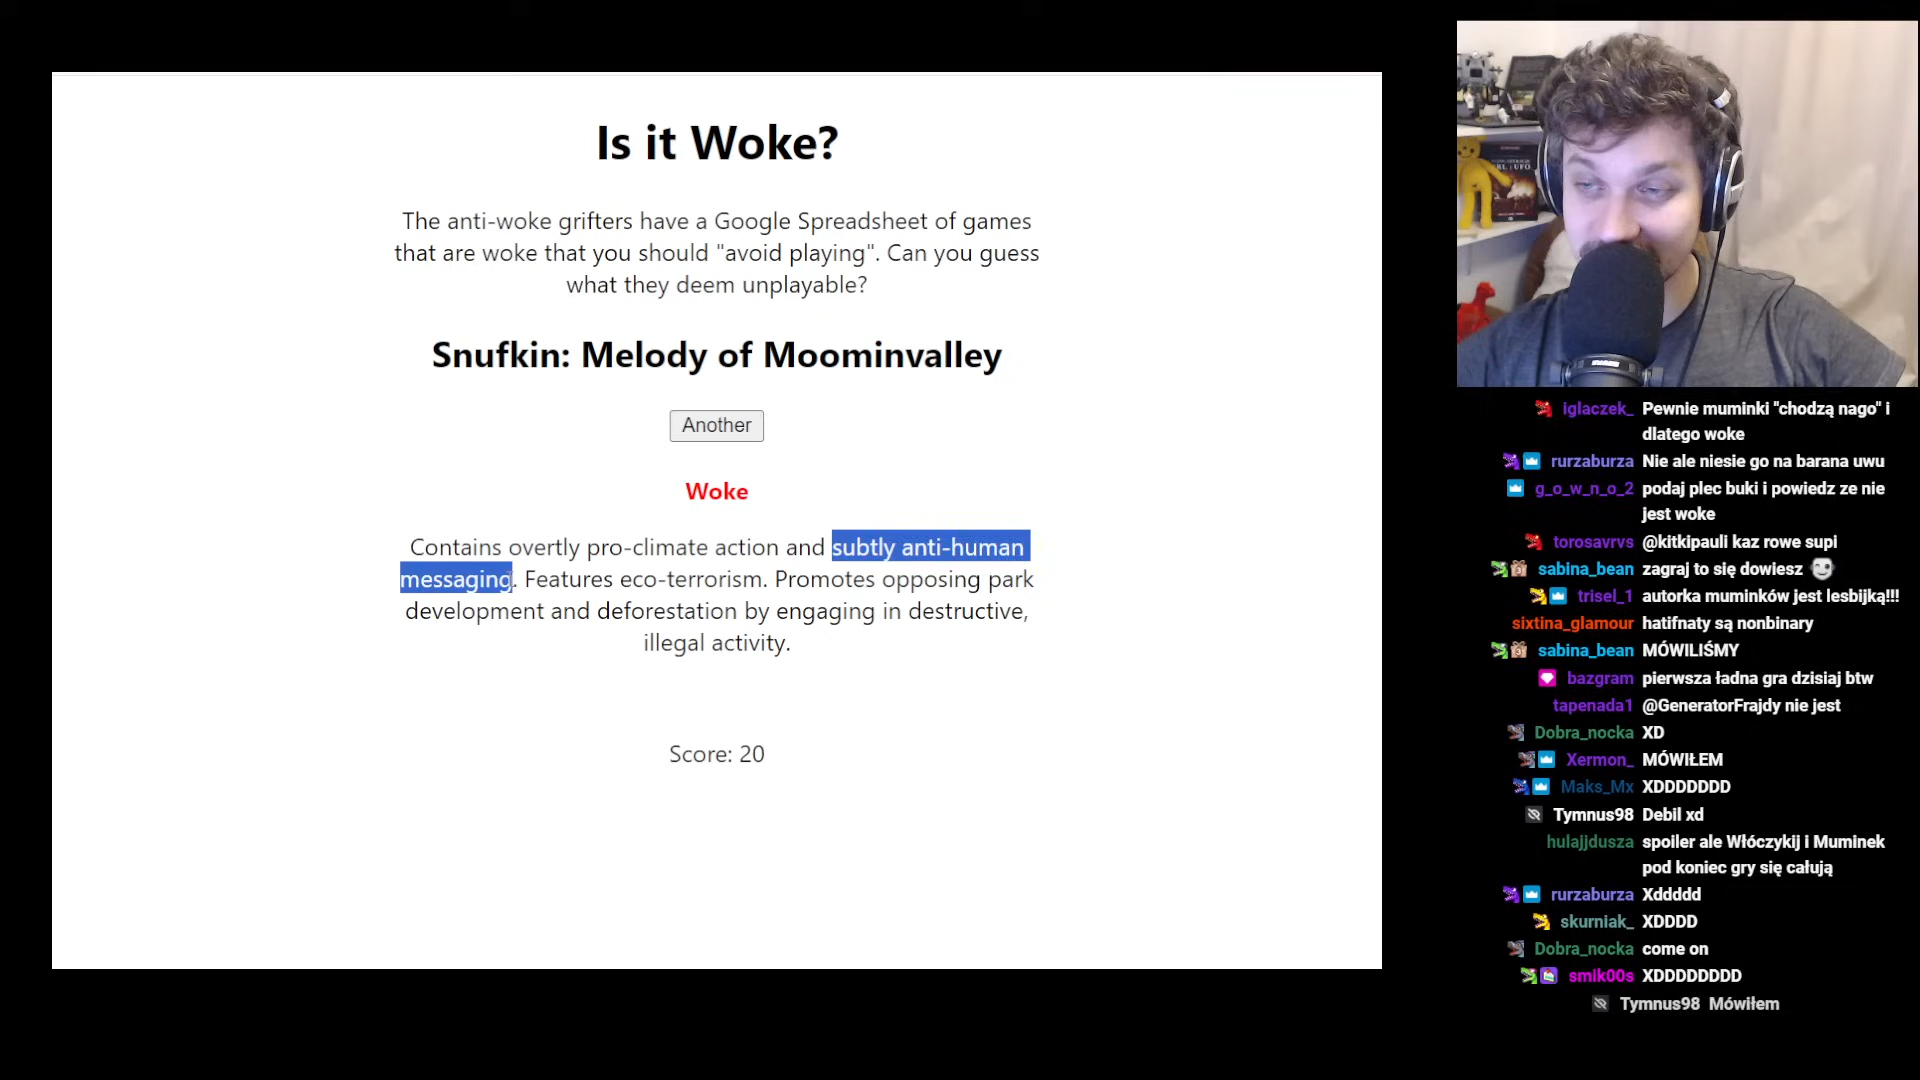 Is it Woke?
The anti-woke grifters have a Google Spreadsheet of games
that are woke that you should "avoid playing". Can you guess
what they deem unplayable?
Snufkin: Melody of Moominvalley
Another
Woke
Contains overtly pro-climate action and subtly anti-human
messaging. Features eco-terrorism. Promotes opposing park
development and deforestation by engaging in destructive,
illegal activity.
Score: 20
iglaczek_ Pewnie muminki "chodzą nago" i
dlatego woke
rurzaburza Nie ale niesie go na barana uwu
g_o_w_n_o_2 podaj plec buki i powiedz ze nie
jest woke
torosavrvs @kitkipauli kaz rowe supi
sabina_bean zagraj to się dowiesz
trisel_1 autorka muminków jest lesbijką!!!
sixtina_glamour hatifnaty są nonbinary
sabina_bean MÓWILIŚMY
bazgram pierwsza ładna gra dzisiaj btw
tapenada1 @GeneratorFrajdy nie jest
Dobra_nocka XD
Xermon_ MÓWIŁEM
Maks_Mx XDDDDDDD
Tymnus98 Debil xd
hulajjdusza spoiler ale Włóczykij i Muminek
pod koniec gry się całują
rurzaburza Xddddd
skurniak_ XDDDD
Dobra_nocka come on
smik00s XDDDDDDDD
Tymnus98 Mówiłem